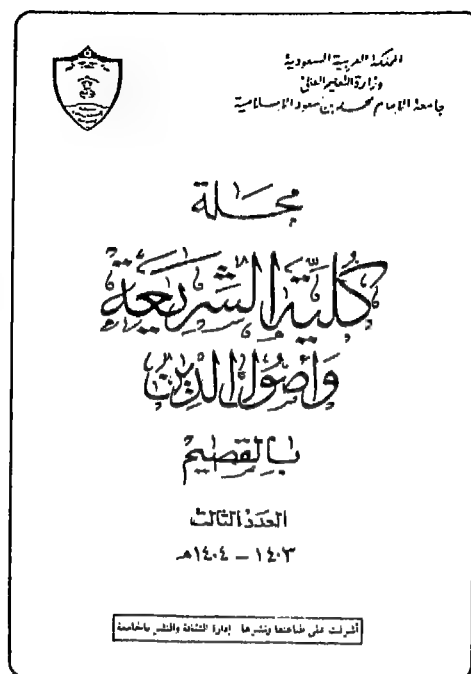 المملكة العربية السعودية
وزارة التعليم العالي
جامعة الإمام محمد بن سعود الإسلامية
مجلة
كلية الشريعة
وأصول الدين
بالقصيم
العدد الثالث
١٤٠٣ – ١٤٠٤هـ
أشرفت على طباعتها ونشرها إدارة الثقافة والنشر بالجامعة